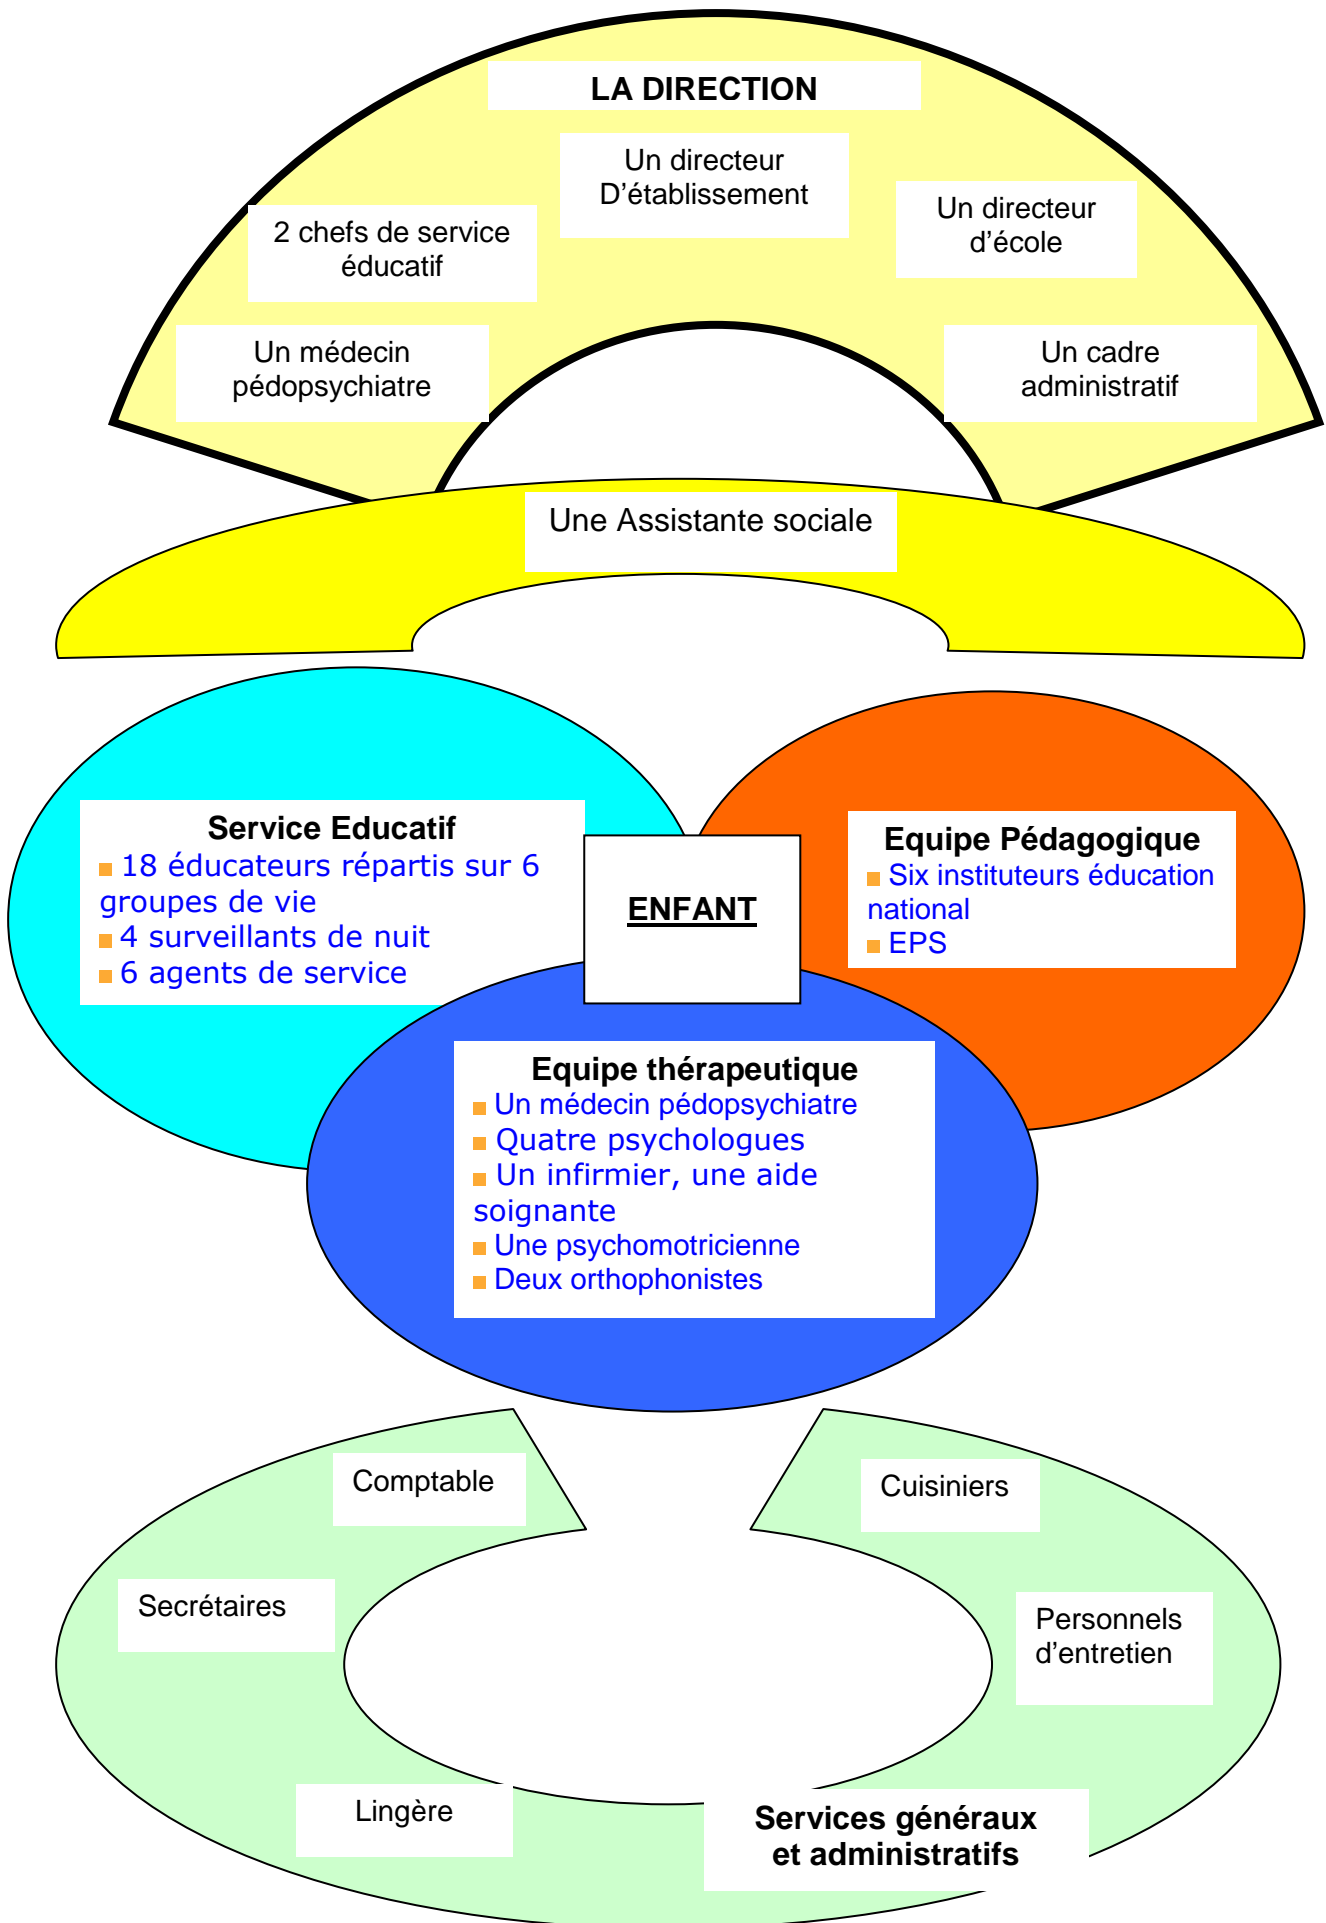 LA DIRECTION
Un directeur
D'établissement
Un directeur
d'école
2 chefs de service
éducatif
Un médecin
pédopsychiatre
Un cadre
administratif
Une Assistante sociale
Service Educatif
18 éducateurs répartis sur 6
groupes de vie
4 surveillants de nuit
6 agents de service
ENFANT
Equipe Pédagogique
Six instituteurs éducation
national
EPS
Equipe thérapeutique
Un médecin pédopsychiatre
Quatre psychologues
Un infirmier, une aide
soignante
Une psychomotricienne
Deux orthophonistes
Comptable
Cuisiniers
Secrétaires
Personnels
d'entretien
Lingère
Services généraux
et administratifs